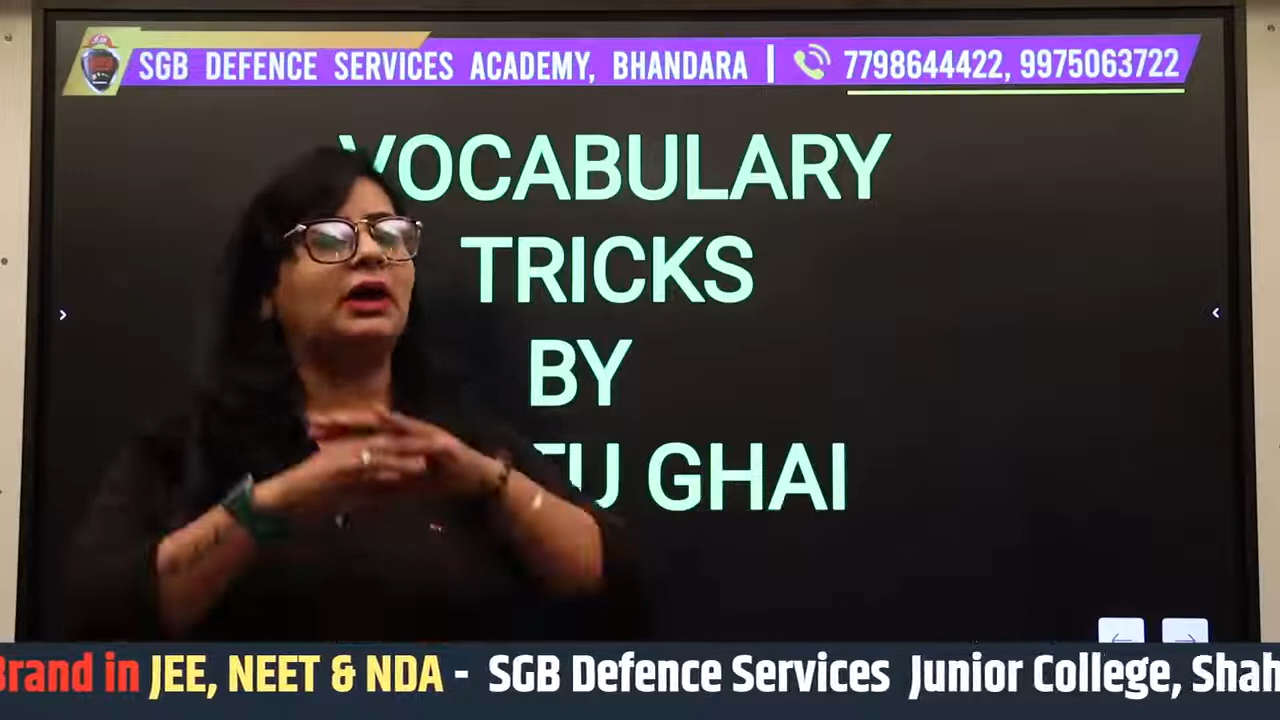 SGB DEFENCE SERVICES ACADEMY, BHANDARA | 7798644422, 9975063722
VOCABULARY
TRICKS
BY
GHAI
Brand in JEE, NEET & NDA - SGB Defence Services Junior College, Shah